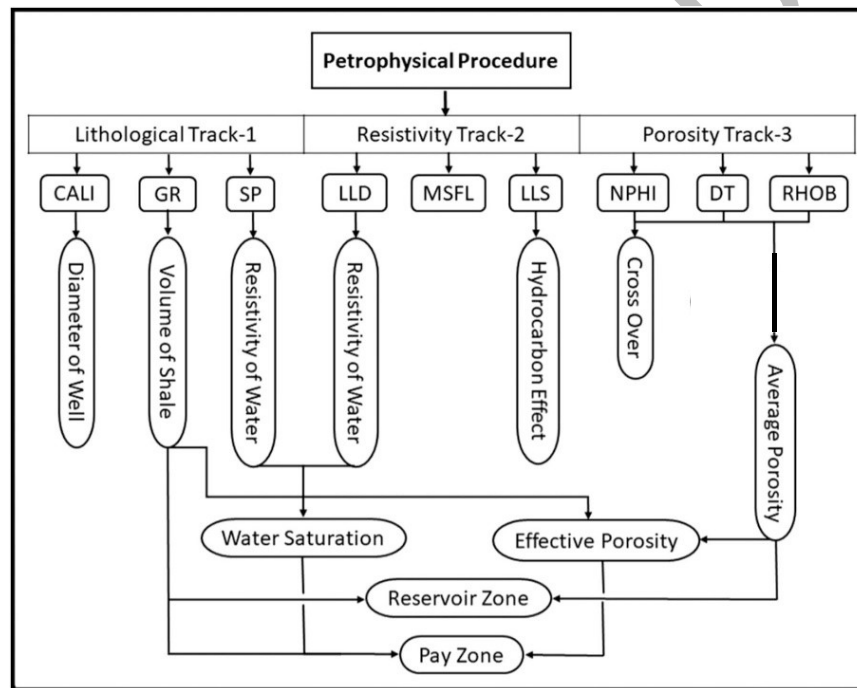 Petrophysical Procedure
Lithological Track-1
Resistivity Track-2
Porosity Track-3
CALI
GR
SP
LLD
MSFL
LLS
NPHI
DT
RHOB
Diameter of Well
Volume of Shale
Resistivity of Water
Resistivity of Water
Hydrocarbon Effect
Cross Over
Average Porosity
Water Saturation
Effective Porosity
Reservoir Zone
Pay Zone